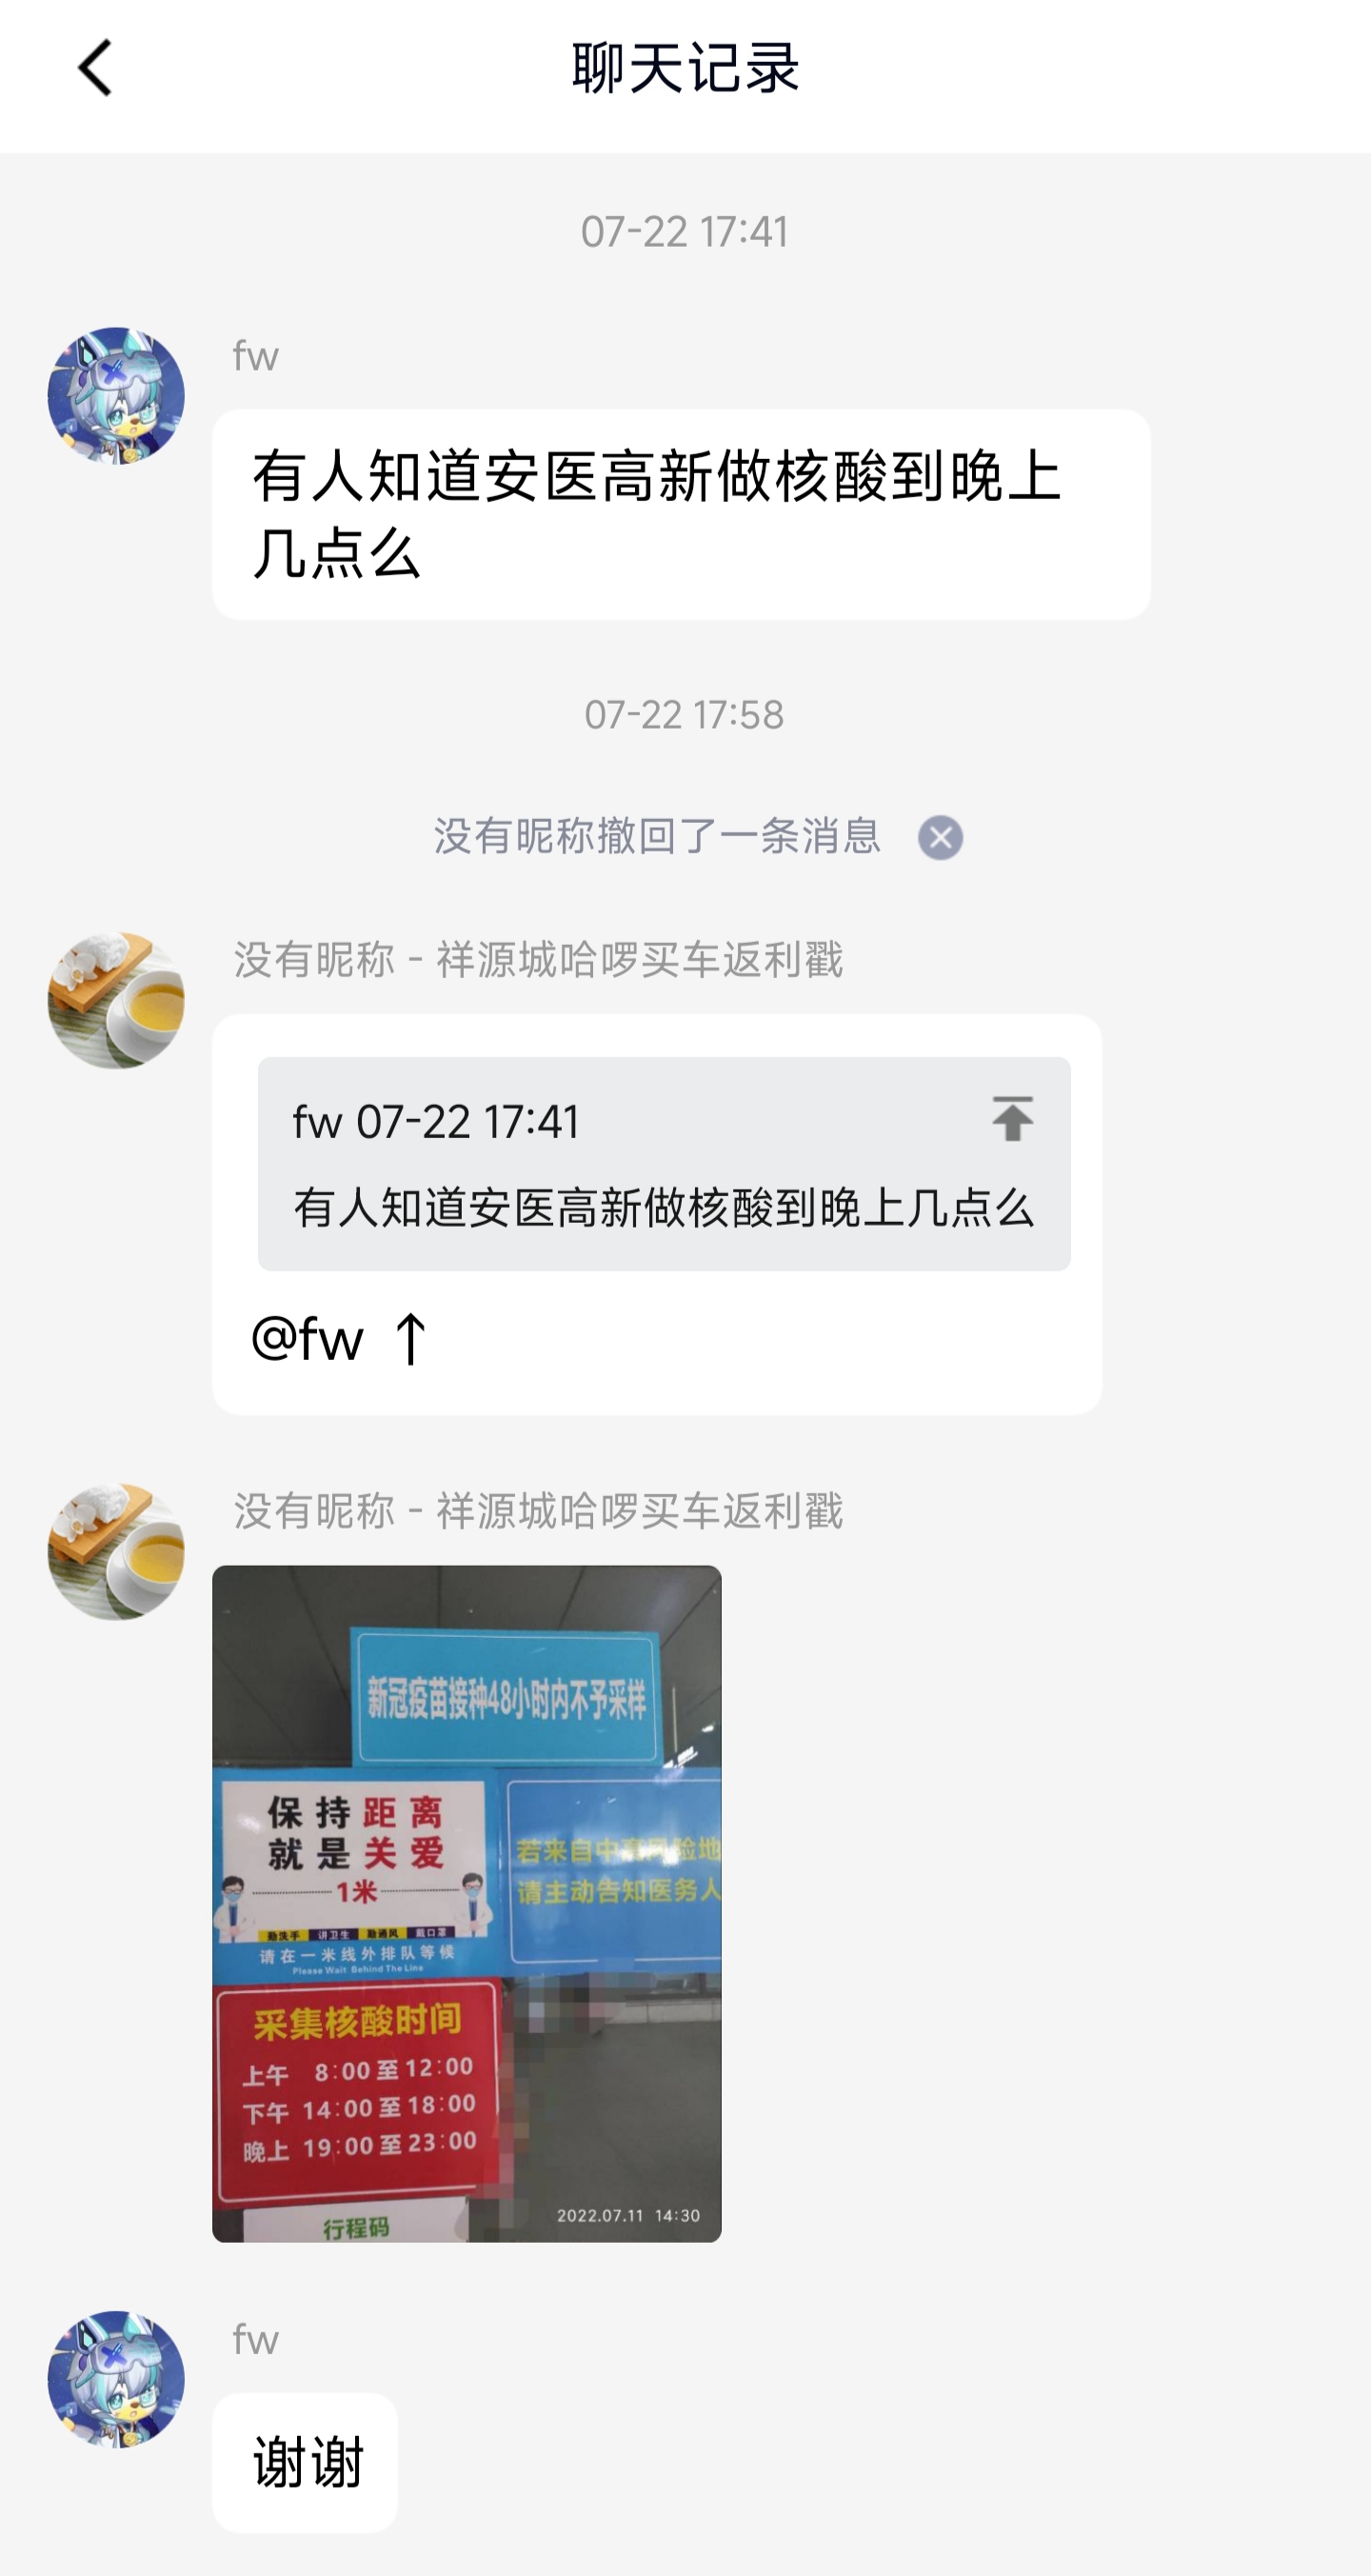 聊天记录
07-22 17:41
fw
有人知道安医高新做核酸到晚上
几点么
07-22 17:58
没有昵称撤回了一条消息
没有昵称 - 祥源城哈啰买车返利戳
fw 07-22 17:41
有人知道安医高新做核酸到晚上几点么
@fw ↑
没有昵称 - 祥源城哈啰买车返利戳
新冠疫苗接种48小时内不予采样
保持距离
就是关爱
1米
勤洗手 讲卫生 勤通风 戴口罩
请在一米线外排队等候
Please Wait Behind The Line
若来自中高风险地
请主动告知医务人
采集核酸时间
上午 8:00至12:00
下午 14:00至18:00
晚上 19:00至23:00
行程码
2022.07.11 14:30
fw
谢谢